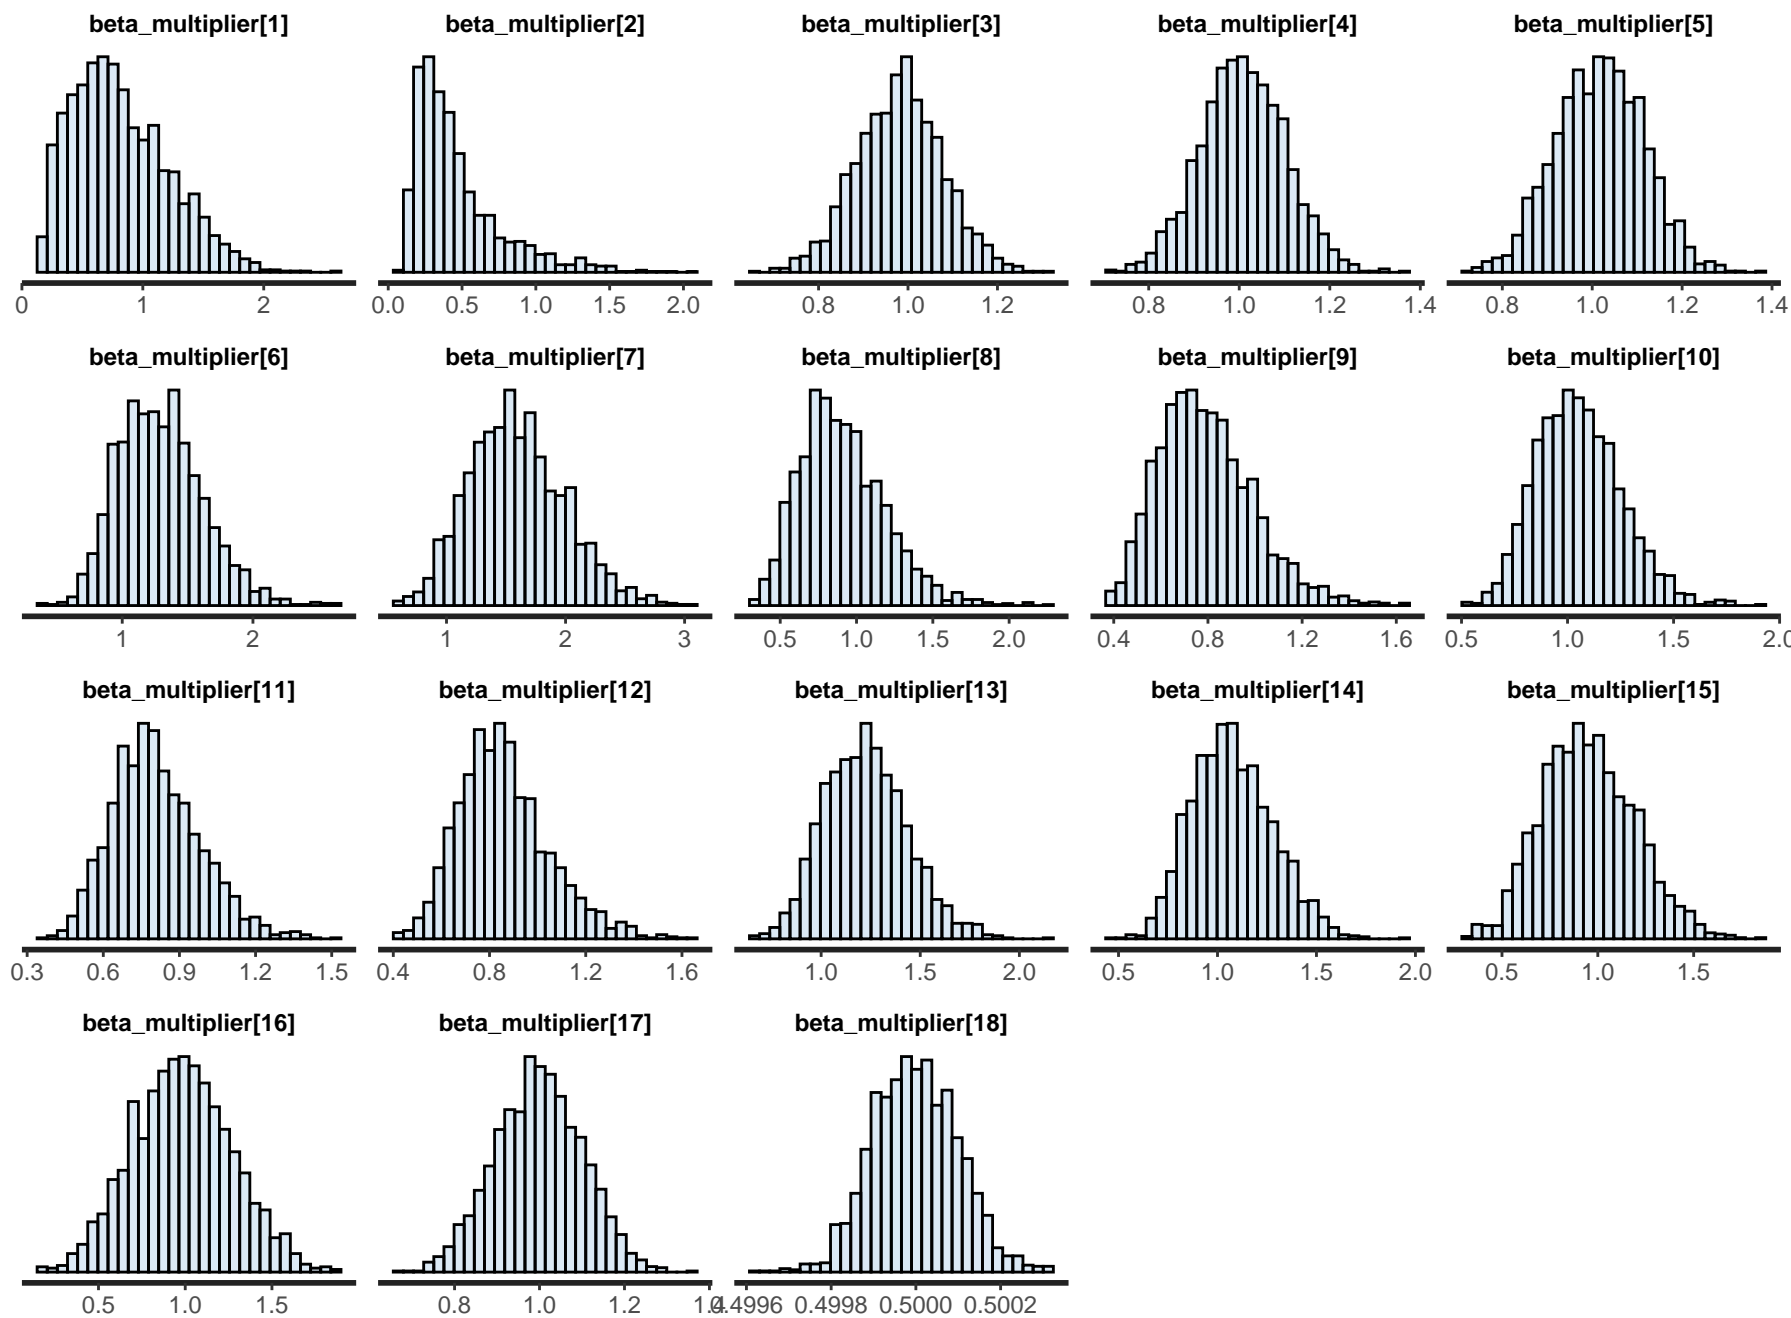 beta_multiplier[1] beta_multiplier[2] beta_multiplier[3] beta_multiplier[4] beta_multiplier[5]
0 1 2 0.0 0.5 1.0 1.5 2.0 0.8 1.0 1.2 0.8 1.0 1.2 1.4 0.8 1.0 1.2 1.4
beta_multiplier[6] beta_multiplier[7] beta_multiplier[8] beta_multiplier[9] beta_multiplier[10]
1 2 1 2 3 0.5 1.0 1.5 2.0 0.4 0.8 1.2 1.6 0.5 1.0 1.5 2.0
beta_multiplier[11] beta_multiplier[12] beta_multiplier[13] beta_multiplier[14] beta_multiplier[15]
0.3 0.6 0.9 1.2 1.5 0.4 0.8 1.2 1.6 1.0 1.5 2.0 0.5 1.0 1.5 2.0 0.5 1.0 1.5
beta_multiplier[16] beta_multiplier[17] beta_multiplier[18]
0.5 1.0 1.5 0.8 1.0 1.2 1.4 0.4996 0.4998 0.5000 0.5002